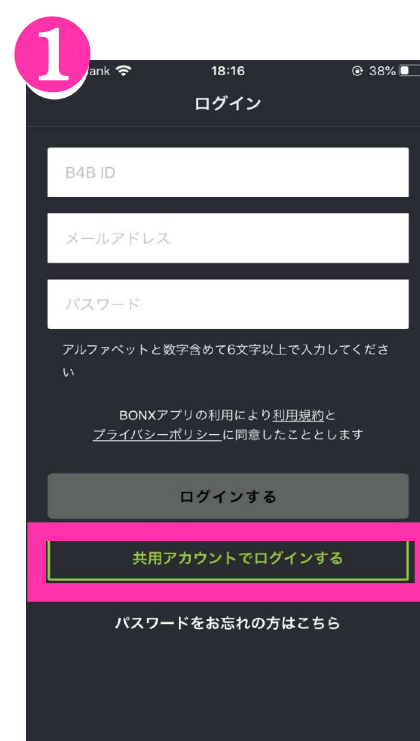 1
ank 18:16 38%
ログイン
B4B ID
メールアドレス
パスワード
アルファベットと数字含めて6文字以上で入力してくださ
い
BONXアプリの利用により利用規約と
プライバシーポリシーに同意したこととします
ログインする
共用アカウントでログインする
パスワードをお忘れの方はこちら